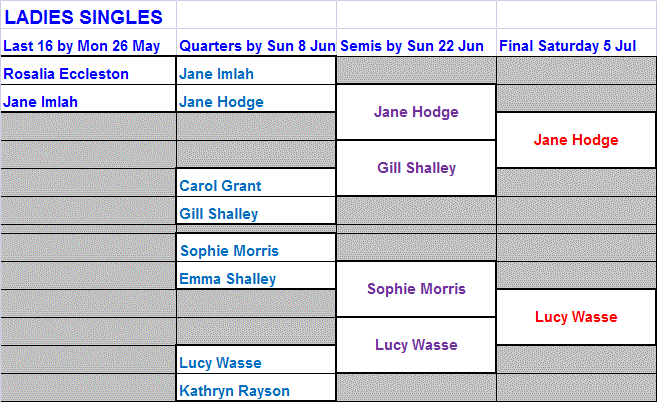 LADIES SINGLES
Last 16 by Mon 26 May Quarters by Sun 8 Jun Semis by Sun 22 Jun Final Saturday 5 Jul
Rosalia Eccleston Jane Imlah
Jane Imlah Jane Hodge
Jane Hodge
Jane Hodge
Gill Shalley
Carol Grant
Gill Shalley
Sophie Morris
Emma Shalley
Sophie Morris
Lucy Wasse
Lucy Wasse
Lucy Wasse
Kathryn Rayson